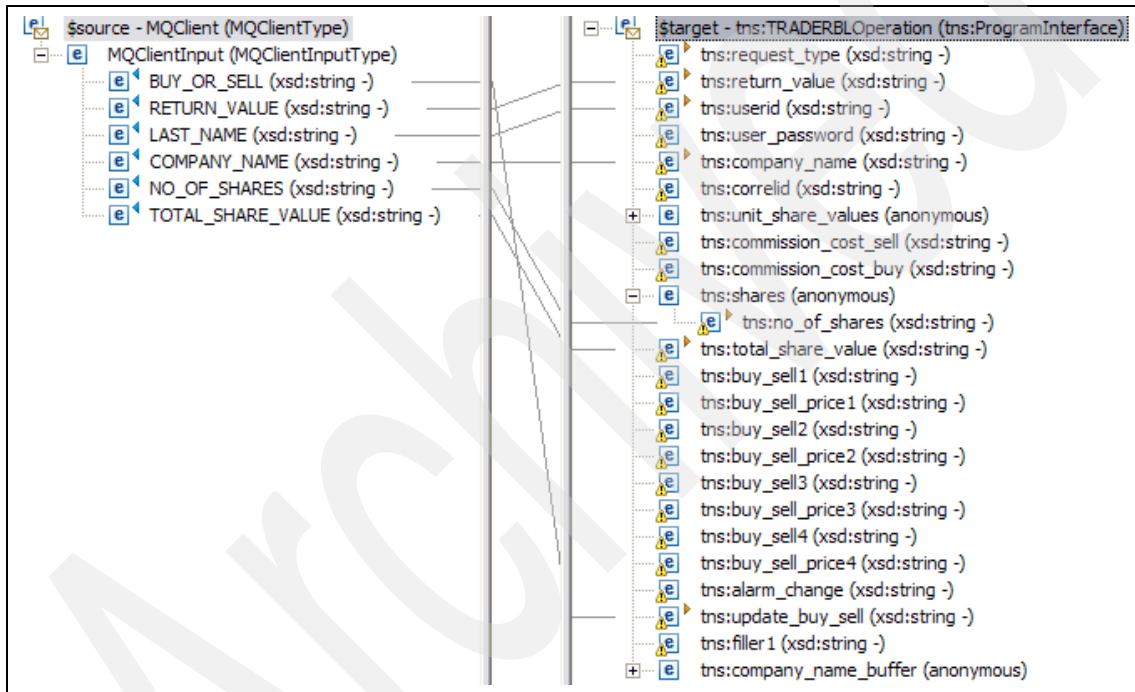 $source - MQClient (MQClientType)
MQClientInput (MQClientInputType)
BUY_OR_SELL (xsd:string -)
RETURN_VALUE (xsd:string -)
LAST_NAME (xsd:string -)
COMPANY_NAME (xsd:string -)
NO_OF_SHARES (xsd:string -)
TOTAL_SHARE_VALUE (xsd:string -)
$target - tns:TRADERBLOperation (tns:ProgramInterface)
tns:request_type (xsd:string -)
tns:return_value (xsd:string -)
tns:userid (xsd:string -)
tns:user_password (xsd:string -)
tns:company_name (xsd:string -)
tns:correlid (xsd:string -)
tns:unit_share_values (anonymous)
tns:commission_cost_sell (xsd:string -)
tns:commission_cost_buy (xsd:string -)
tns:shares (anonymous)
tns:no_of_shares (xsd:string -)
tns:total_share_value (xsd:string -)
tns:buy_sell1 (xsd:string -)
tns:buy_sell_price1 (xsd:string -)
tns:buy_sell2 (xsd:string -)
tns:buy_sell_price2 (xsd:string -)
tns:buy_sell3 (xsd:string -)
tns:buy_sell_price3 (xsd:string -)
tns:buy_sell4 (xsd:string -)
tns:buy_sell_price4 (xsd:string -)
tns:alarm_change (xsd:string -)
tns:update_buy_sell (xsd:string -)
tns:filler1 (xsd:string -)
tns:company_name_buffer (anonymous)
Archived